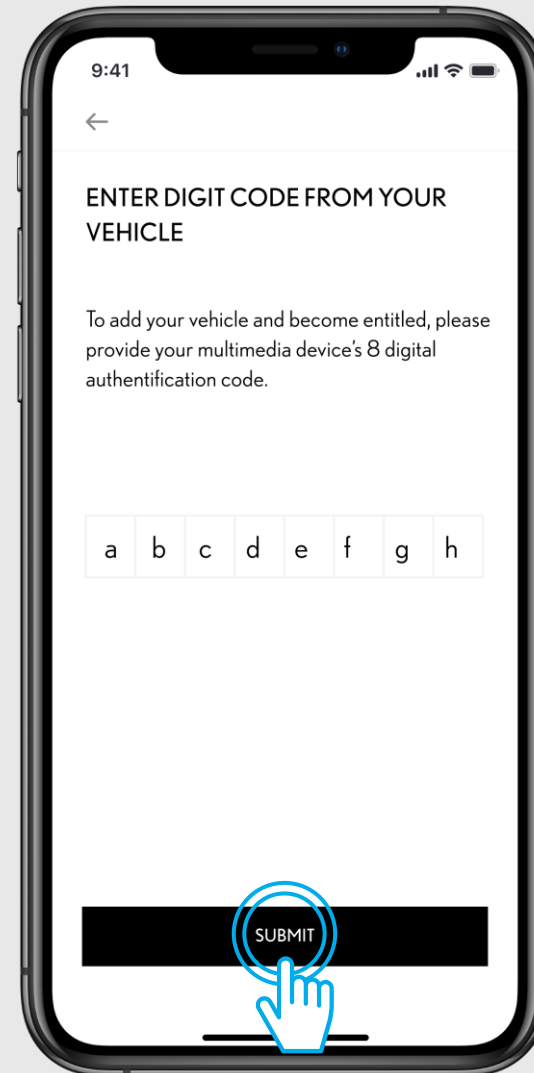 9:41
ENTER DIGIT CODE FROM YOUR
VEHICLE
To add your vehicle and become entitled, please
provide your multimedia device's 8 digital
authentification code.
a b c d e f g h
SUBMIT